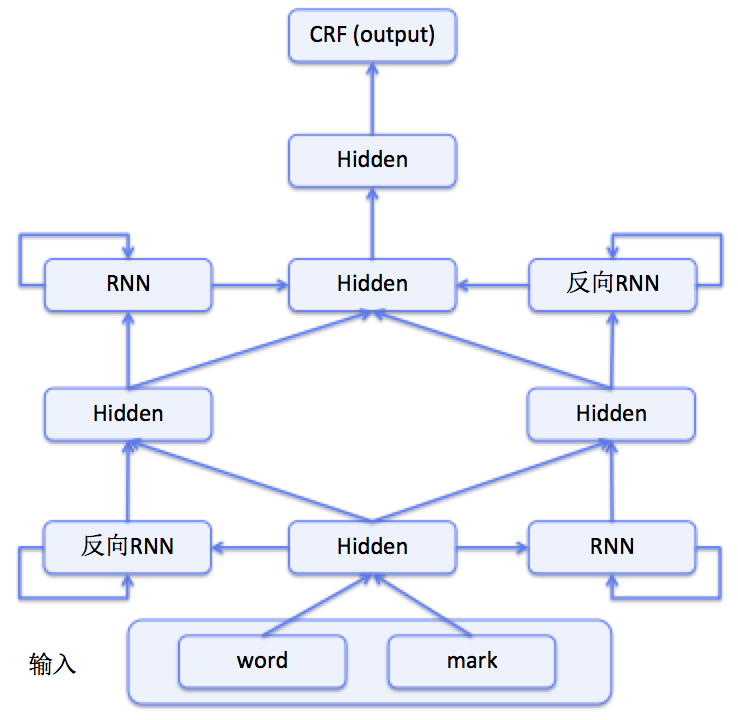 CRF (output)
Hidden
RNN
Hidden
反向RNN
Hidden
Hidden
反向RNN
Hidden
RNN
输入
word
mark